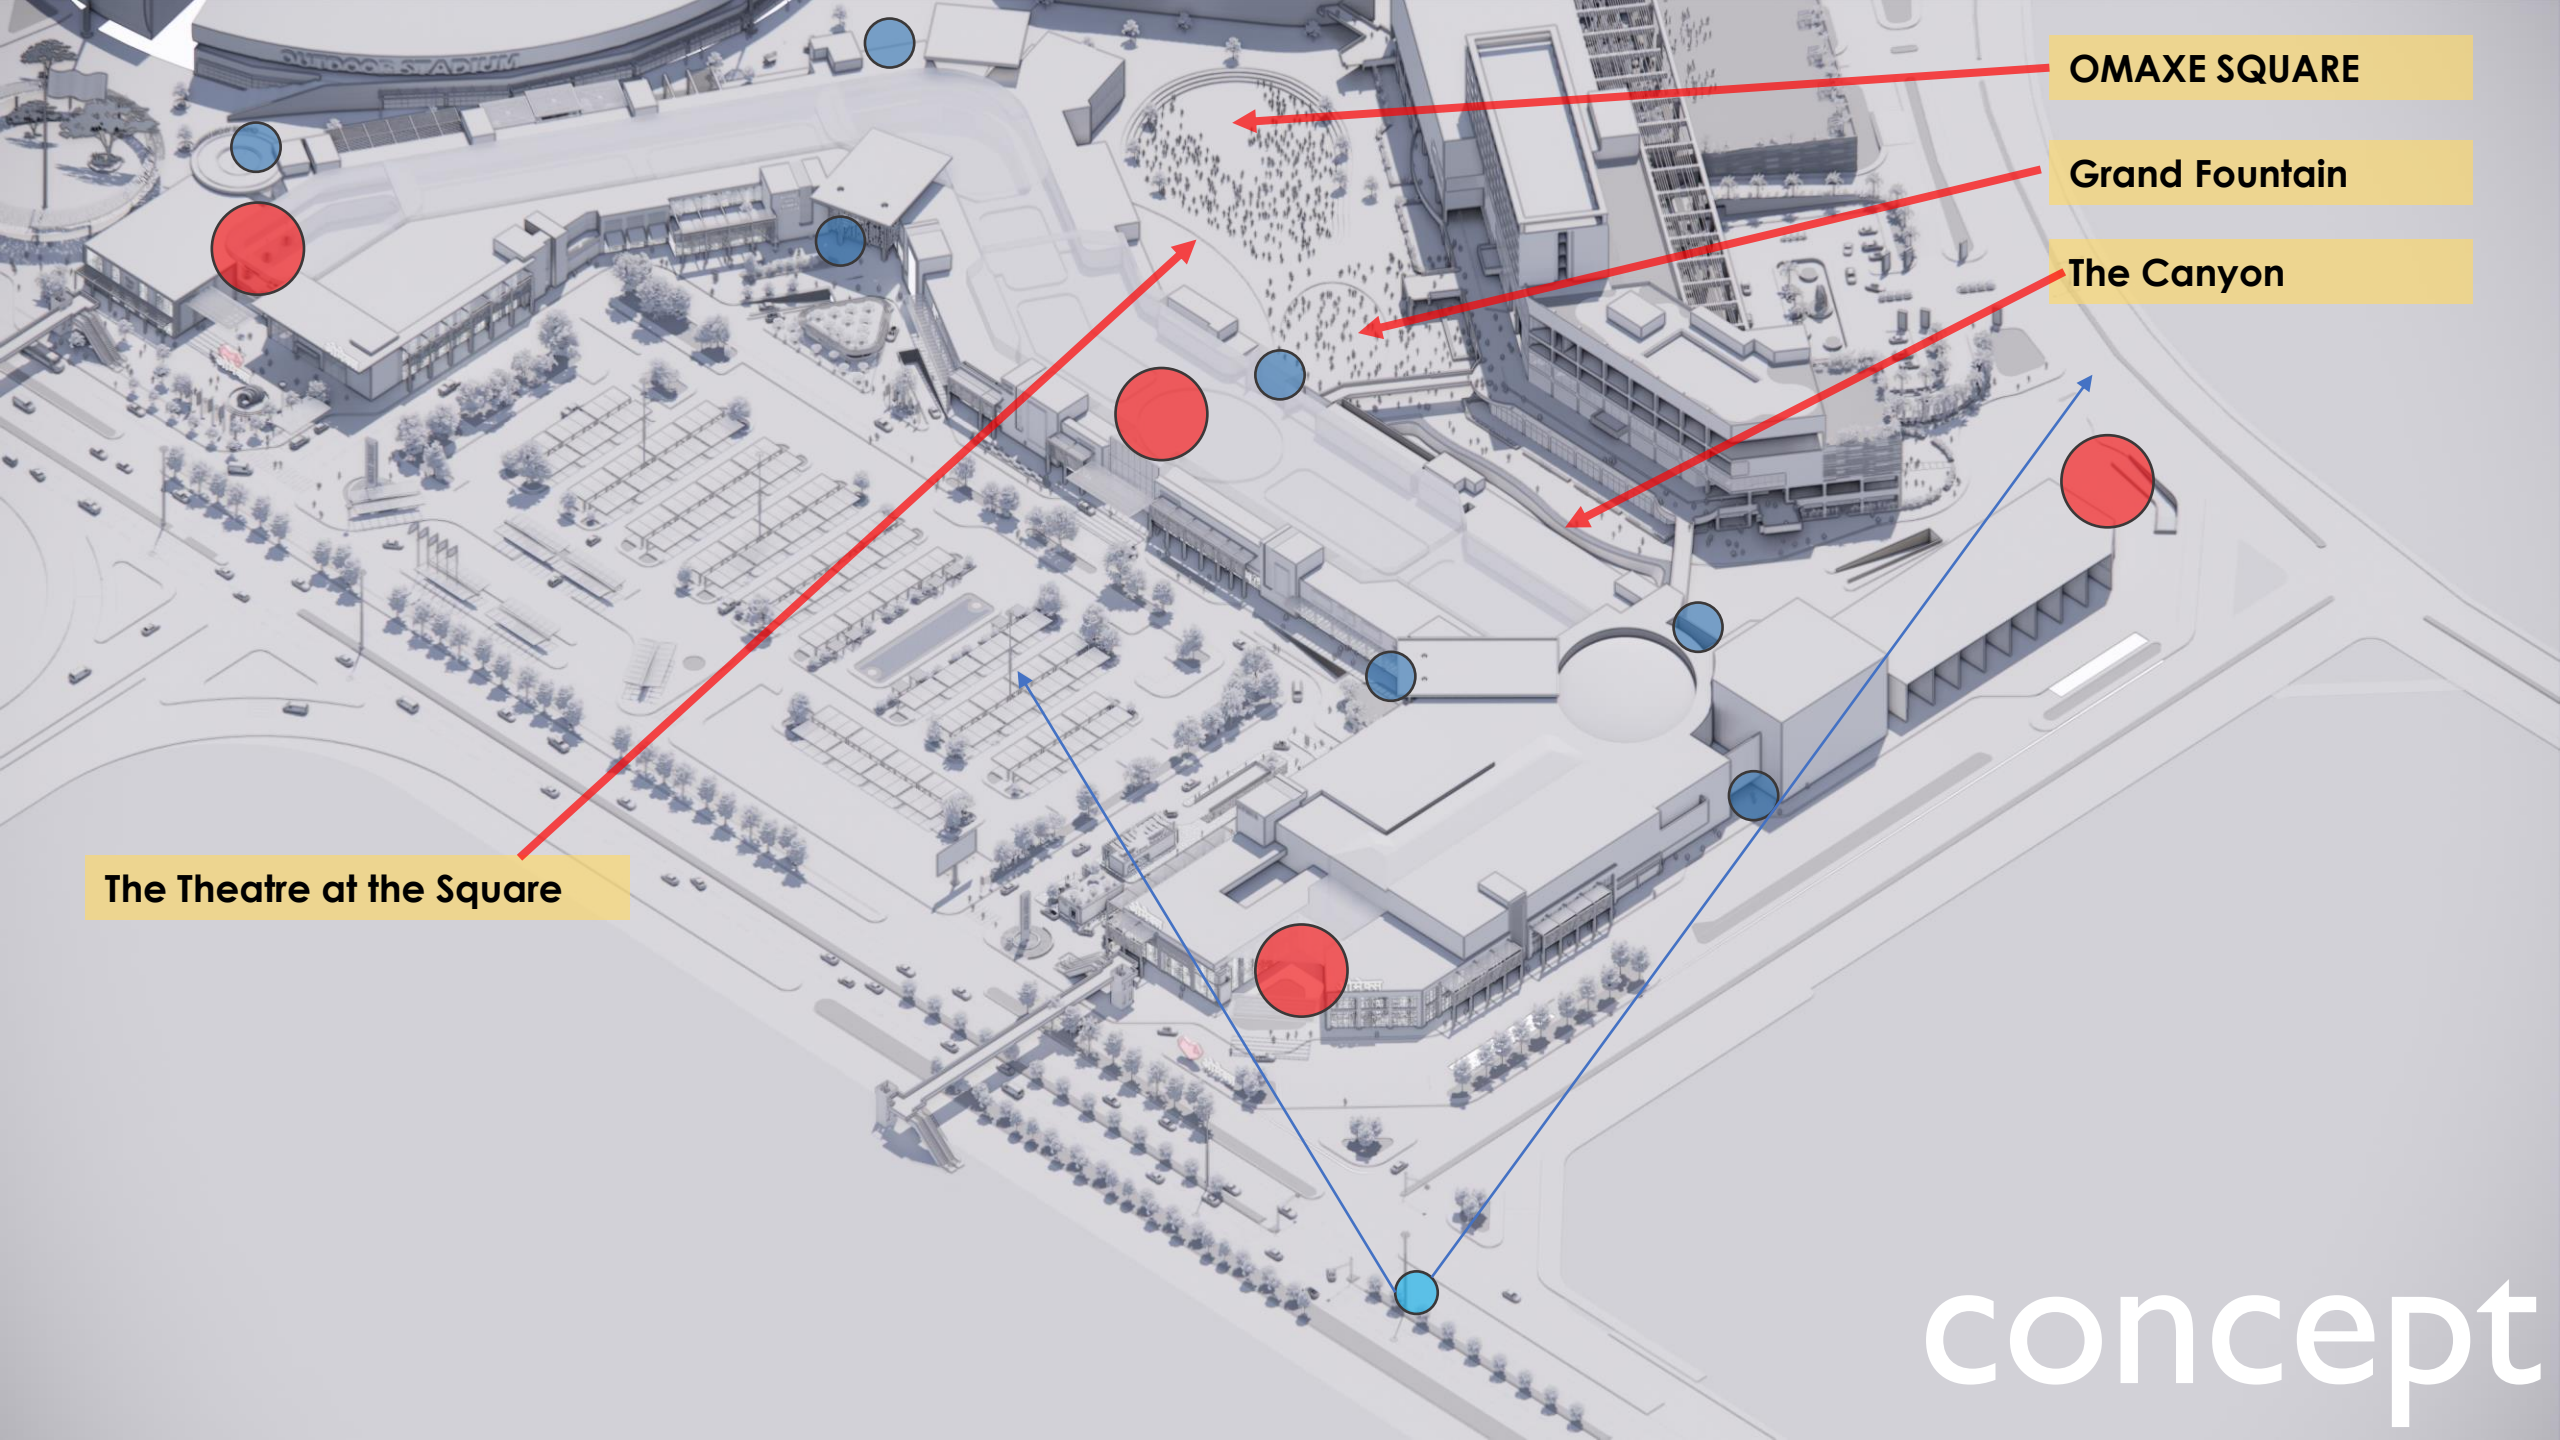 OUTDOOR STADIUM
OMAXE SQUARE
Grand Fountain
The Canyon
The Theatre at the Square
concept